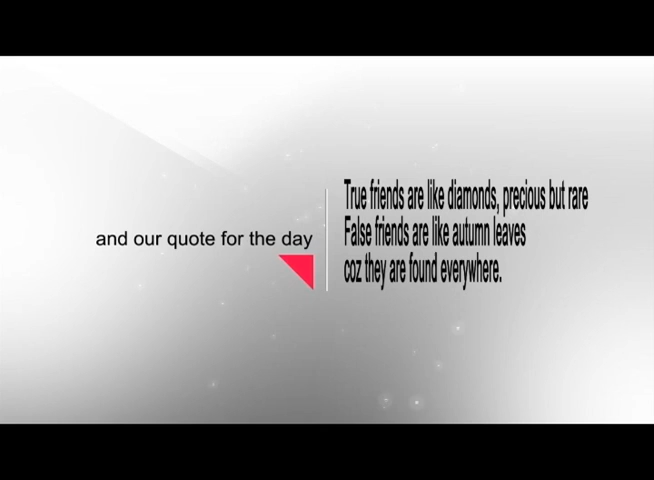 and our quote for the day
True friends are like diamonds, precious but rare
False friends are like autumn leaves
coz they are found everywhere.